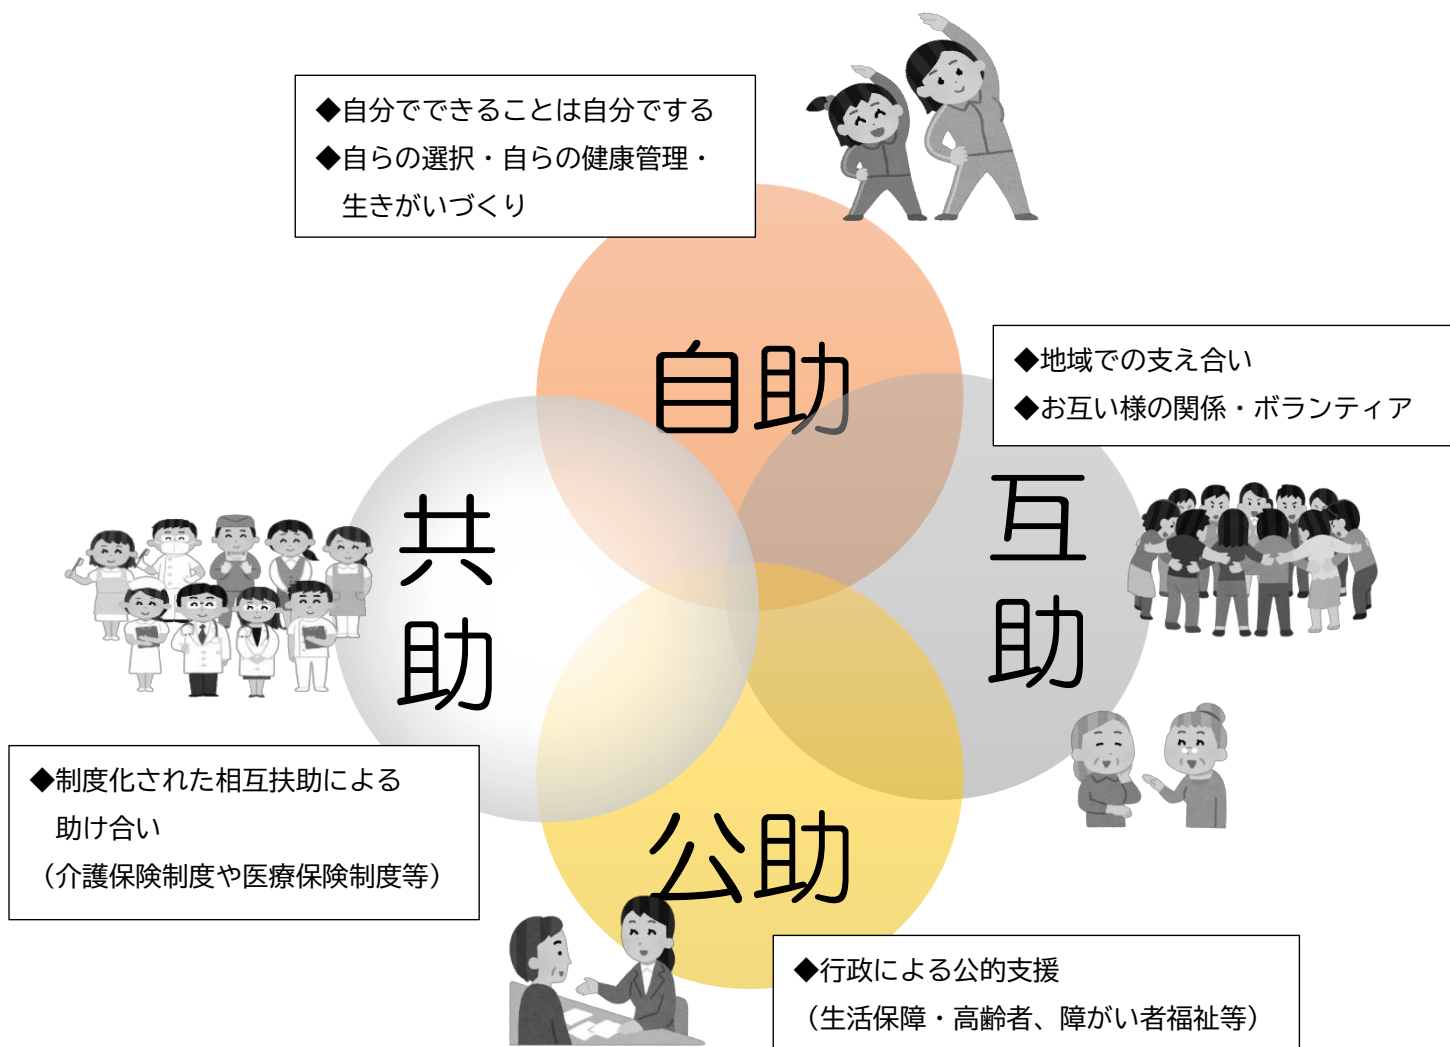 ◆自分でできることは自分でする
◆自らの選択・自らの健康管理・
生きがいづくり
自助
◆地域での支え合い
◆お互い様の関係・ボランティア
互
助
共
助
◆制度化された相互扶助による
助け合い
（介護保険制度や医療保険制度等）
公助
◆行政による公的支援
（生活保障・高齢者、障がい者福祉等）